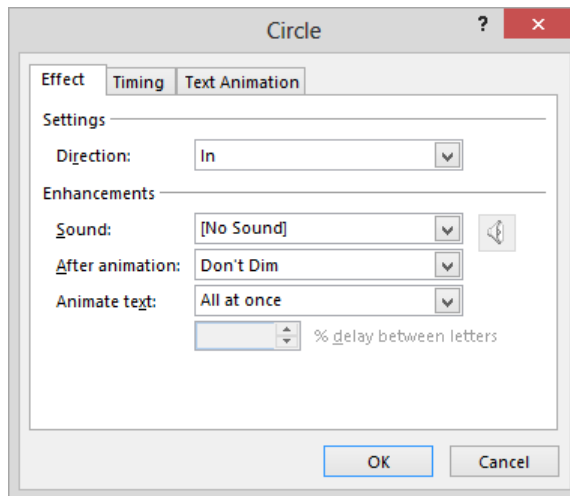 Circle ?
Effect Timing Text Animation
Settings
Direction: In
Enhancements
Sound: [No Sound]
After animation: Don't Dim
Animate text: All at once
% delay between letters
OK Cancel